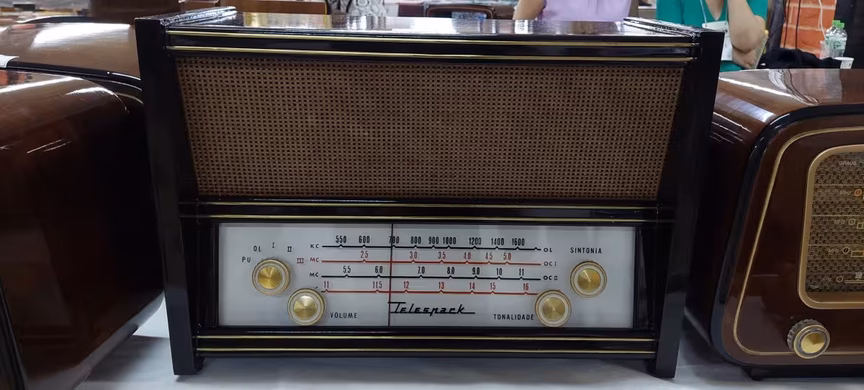 KC 550 600 700 800 900 1000 1200 1400 1600 OL
OL I II III
PU
MC 2.5 3.0 3.5 4.0 4.5 5.0 OC I
MC 5.5 6.0 7.0 8.0 9.0 10 11 OC II
11 11.5 12 13 14 15 16
SINTONIA
VOLUME
Telespark
TONALIDADE